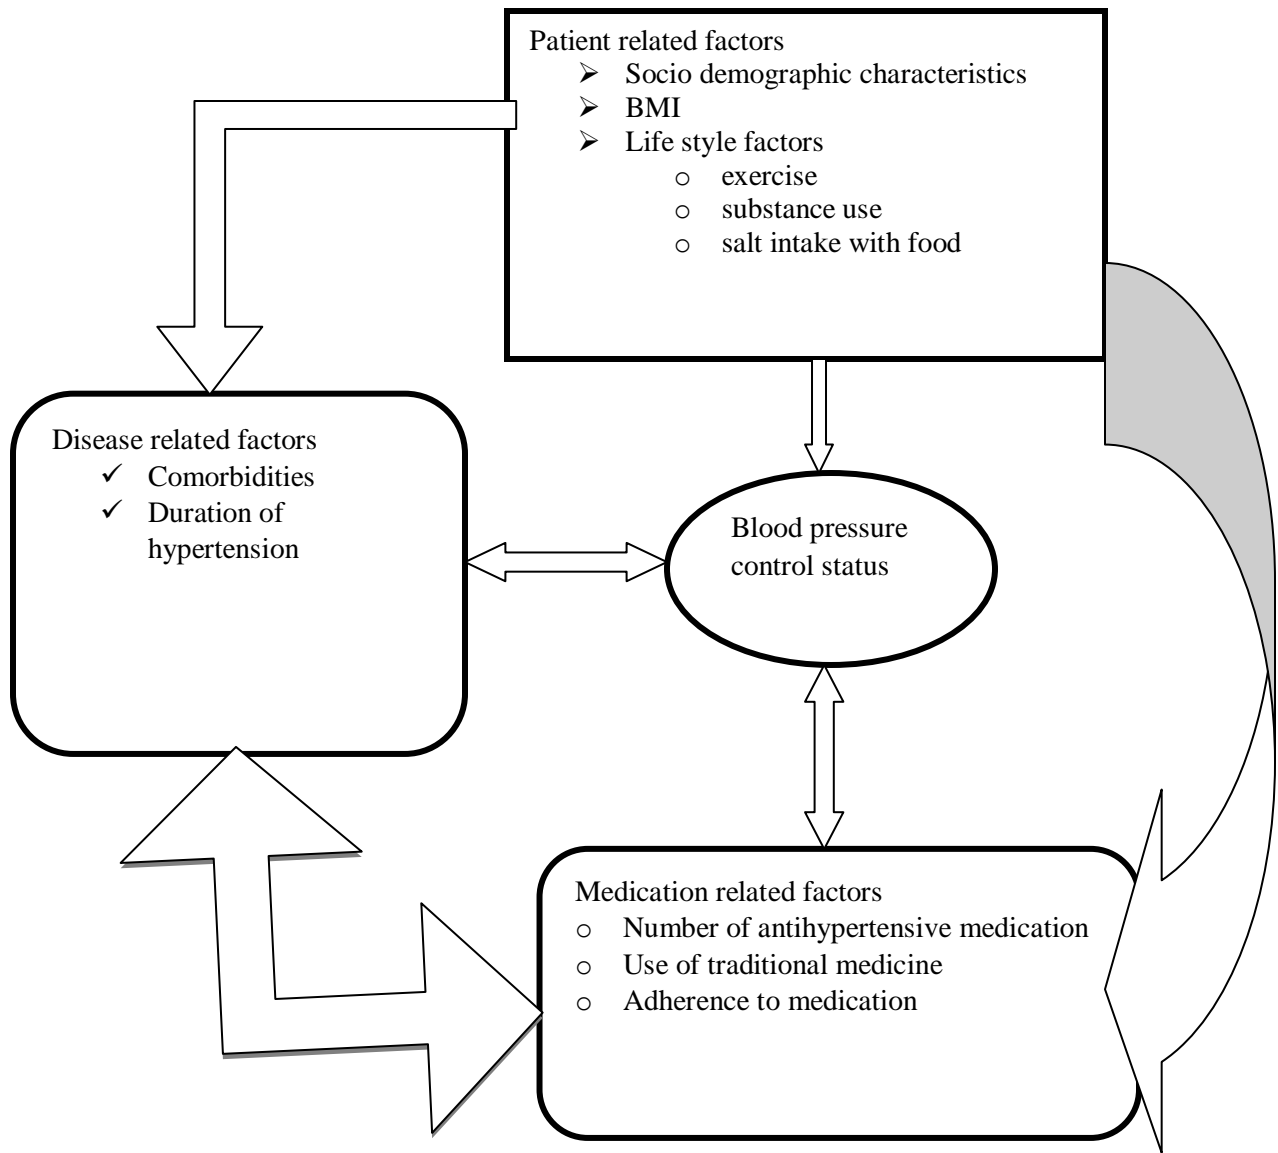 Patient related factors
➢ Socio demographic characteristics
➢ BMI
➢ Life style factors
o exercise
o substance use
o salt intake with food
Disease related factors
✓ Comorbidities
✓ Duration of
hypertension
Blood pressure
control status
Medication related factors
o Number of antihypertensive medication
o Use of traditional medicine
o Adherence to medication